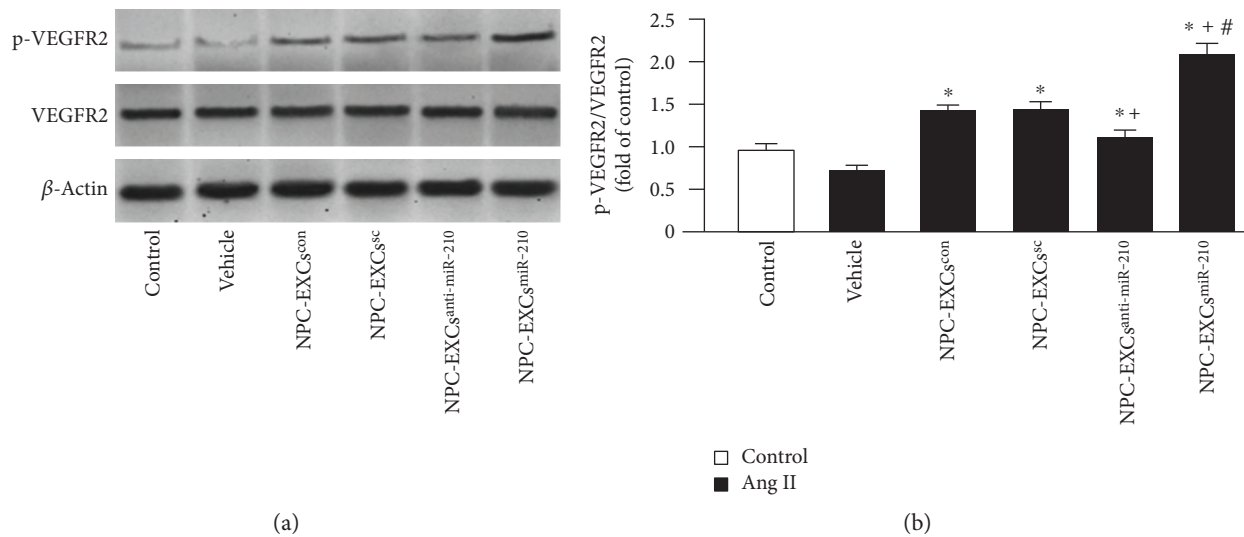 p-VEGFR2
VEGFR2
β-Actin
Control
Vehicle
NPC-EXCsᶜᵒⁿ
NPC-EXCsˢᶜ
NPC-EXCsᵃⁿᵗⁱ⁻ᵐⁱᴿ⁻²¹⁰
NPC-EXCsᵐⁱᴿ⁻²¹⁰
(a)
p-VEGFR2/VEGFR2
(fold of control)
2.5
2.0
1.5
1.0
0.5
0
*
*
* +
* + #
Control
Vehicle
NPC-EXCsᶜᵒⁿ
NPC-EXCsˢᶜ
NPC-EXCsᵃⁿᵗⁱ⁻ᵐⁱᴿ⁻²¹⁰
NPC-EXCsᵐⁱᴿ⁻²¹⁰
Control
Ang II
(b)